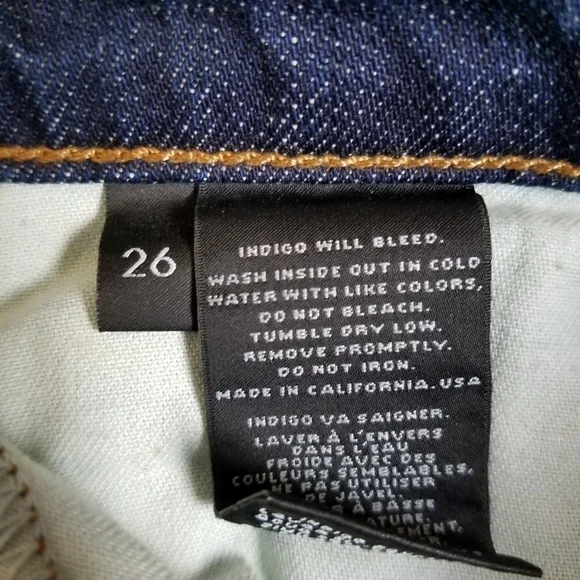 26
INDIGO WILL BLEED.
WASH INSIDE OUT IN COLD
WATER WITH LIKE COLORS,
DO NOT BLEACH.
TUMBLE DRY LOW.
REMOVE PROMPTLY.
DO NOT IRON.
MADE IN CALIFORNIA. USA
INDIGO VA SAIGNER.
LAVER À L'ENVERS
DANS L'EAU
FROIDE AVEC DES
COULEURS SEMBLABLES,
NE PAS UTILISER
DE JAVEL.
À BASSE